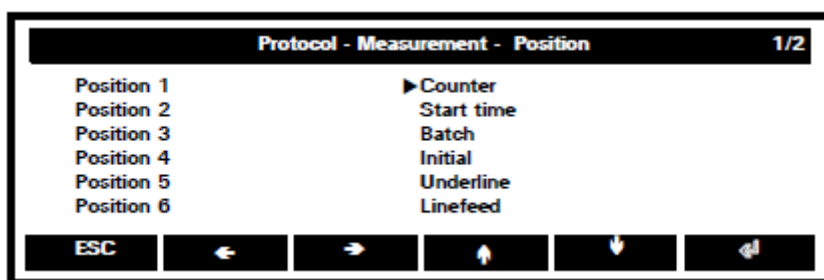 Protocol - Measurement - Position 1/2
Position 1 ▶Counter
Position 2 Start time
Position 3 Batch
Position 4 Initial
Position 5 Underline
Position 6 Linefeed
ESC ← → ↑ ↓ ↵